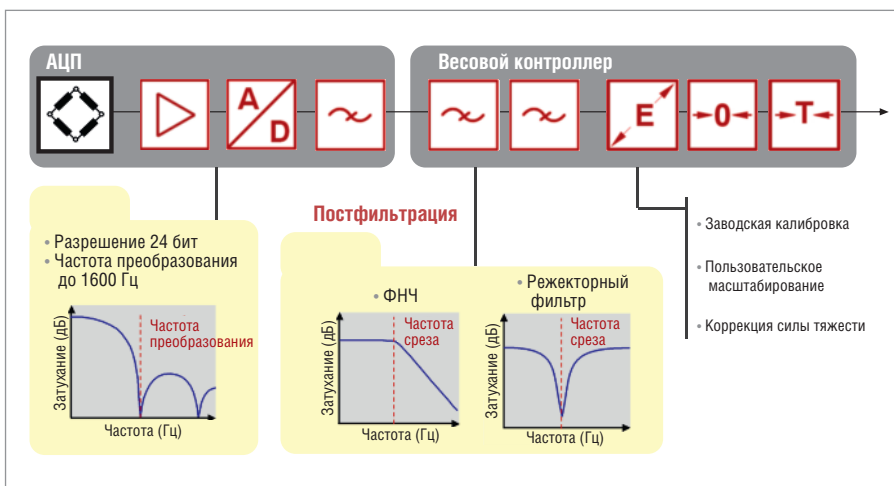 АЦП
Весовой контроллер
A
D
E
0
T
Постфильтрация
• Разрешение 24 бит
• Частота преобразования
до 1600 Гц
Затухание (дБ)
Частота
преобразования
Частота (Гц)
• ФНЧ
Затухание (дБ)
Частота
среза
Частота (Гц)
• Режекторный
фильтр
Затухание (дБ)
Частота
среза
Частота (Гц)
• Заводская калибровка
• Пользовательское
масштабирование
• Коррекция силы тяжести